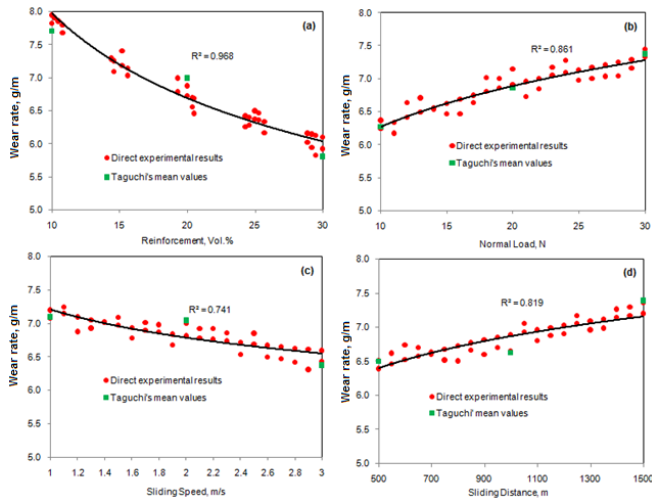 (a)
8.0
7.5
7.0
6.5
6.0
5.5
5.0
Wear rate, g/m
R² = 0.968
Direct experimental results
Taguchi's mean values
10 15 20 25 30
Reinforcement, Vol.%
(b)
8.0
7.5
7.0
6.5
6.0
5.5
5.0
Wear rate, g/m
R² = 0.861
Direct experimental results
Taguchi's mean values
10 15 20 25 30
Normal Load, N
(c)
8.0
7.5
7.0
6.5
6.0
5.5
5.0
Wear rate, g/m
R² = 0.741
Direct experimental results
Taguchi's mean values
1 1.2 1.4 1.6 1.8 2 2.2 2.4 2.6 2.8 3
Sliding Speed, m/s
(d)
8.0
7.5
7.0
6.5
6.0
5.5
5.0
Wear rate, g/m
R² = 0.819
Direct experimental results
Taguchi'mean values
500 700 900 1100 1300 1500
Sliding Distance, m